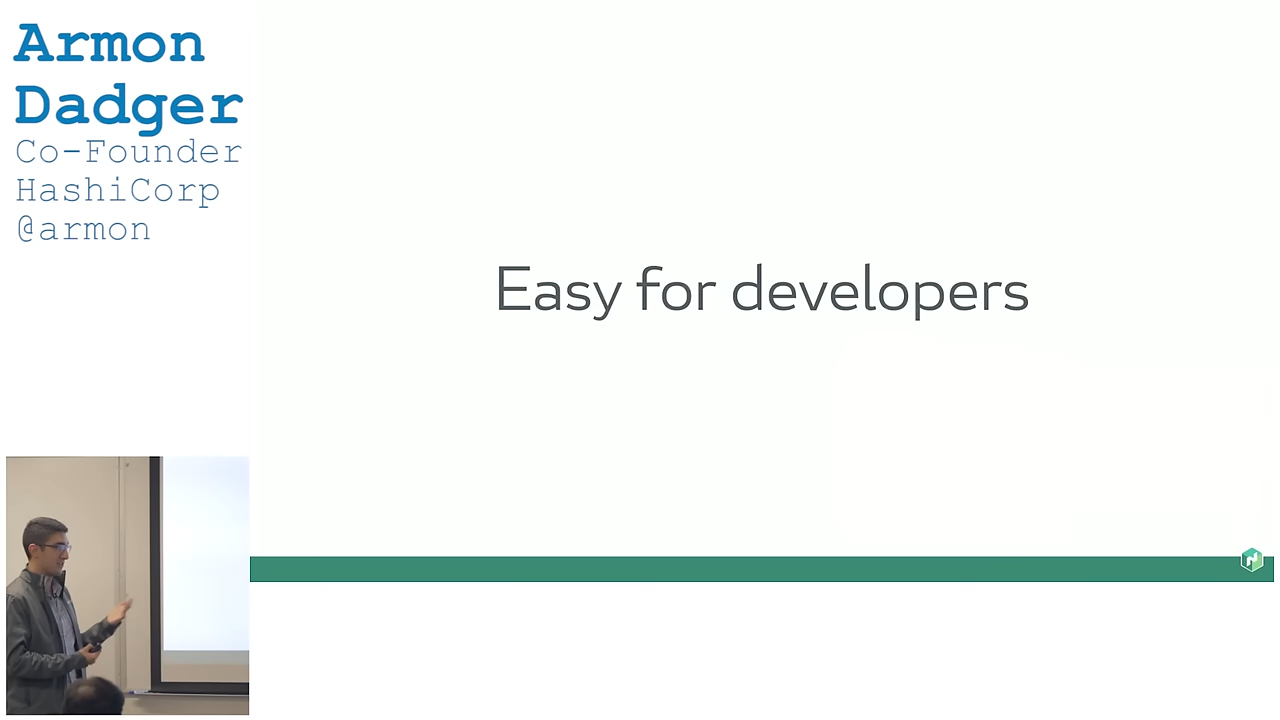 Armon
Dadger
Co-Founder
HashiCorp
@armon
Easy for developers